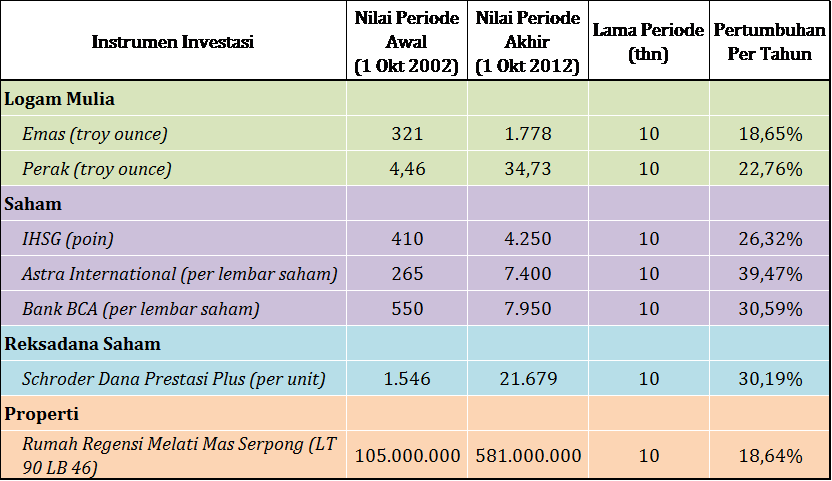 Instrumen Investasi Nilai Periode Awal (1 Okt 2002) Nilai Periode Akhir (1 Okt 2012) Lama Periode (thn) Pertumbuhan Per Tahun
Logam Mulia
Emas (troy ounce) 321 1.778 10 18,65%
Perak (troy ounce) 4,46 34,73 10 22,76%
Saham
IHSG (poin) 410 4.250 10 26,32%
Astra International (per lembar saham) 265 7.400 10 39,47%
Bank BCA (per lembar saham) 550 7.950 10 30,59%
Reksadana Saham
Schroder Dana Prestasi Plus (per unit) 1.546 21.679 10 30,19%
Properti
Rumah Regensi Melati Mas Serpong (LT 90 LB 46) 105.000.000 581.000.000 10 18,64%